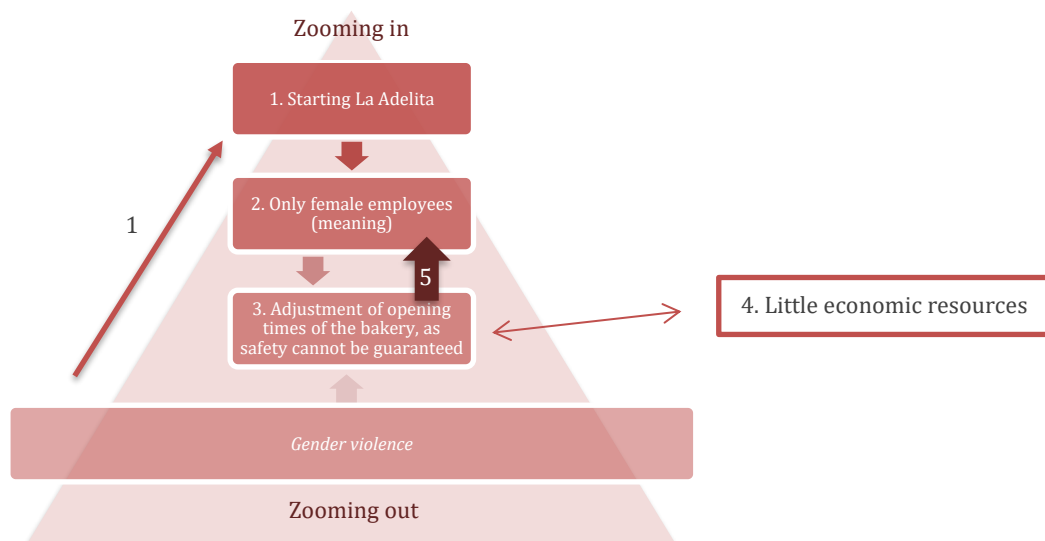 Zooming in
1. Starting La Adelita
1
2. Only female employees
(meaning)
5
3. Adjustment of opening
times of the bakery, as
safety cannot be guaranteed
4. Little economic resources
Gender violence
Zooming out